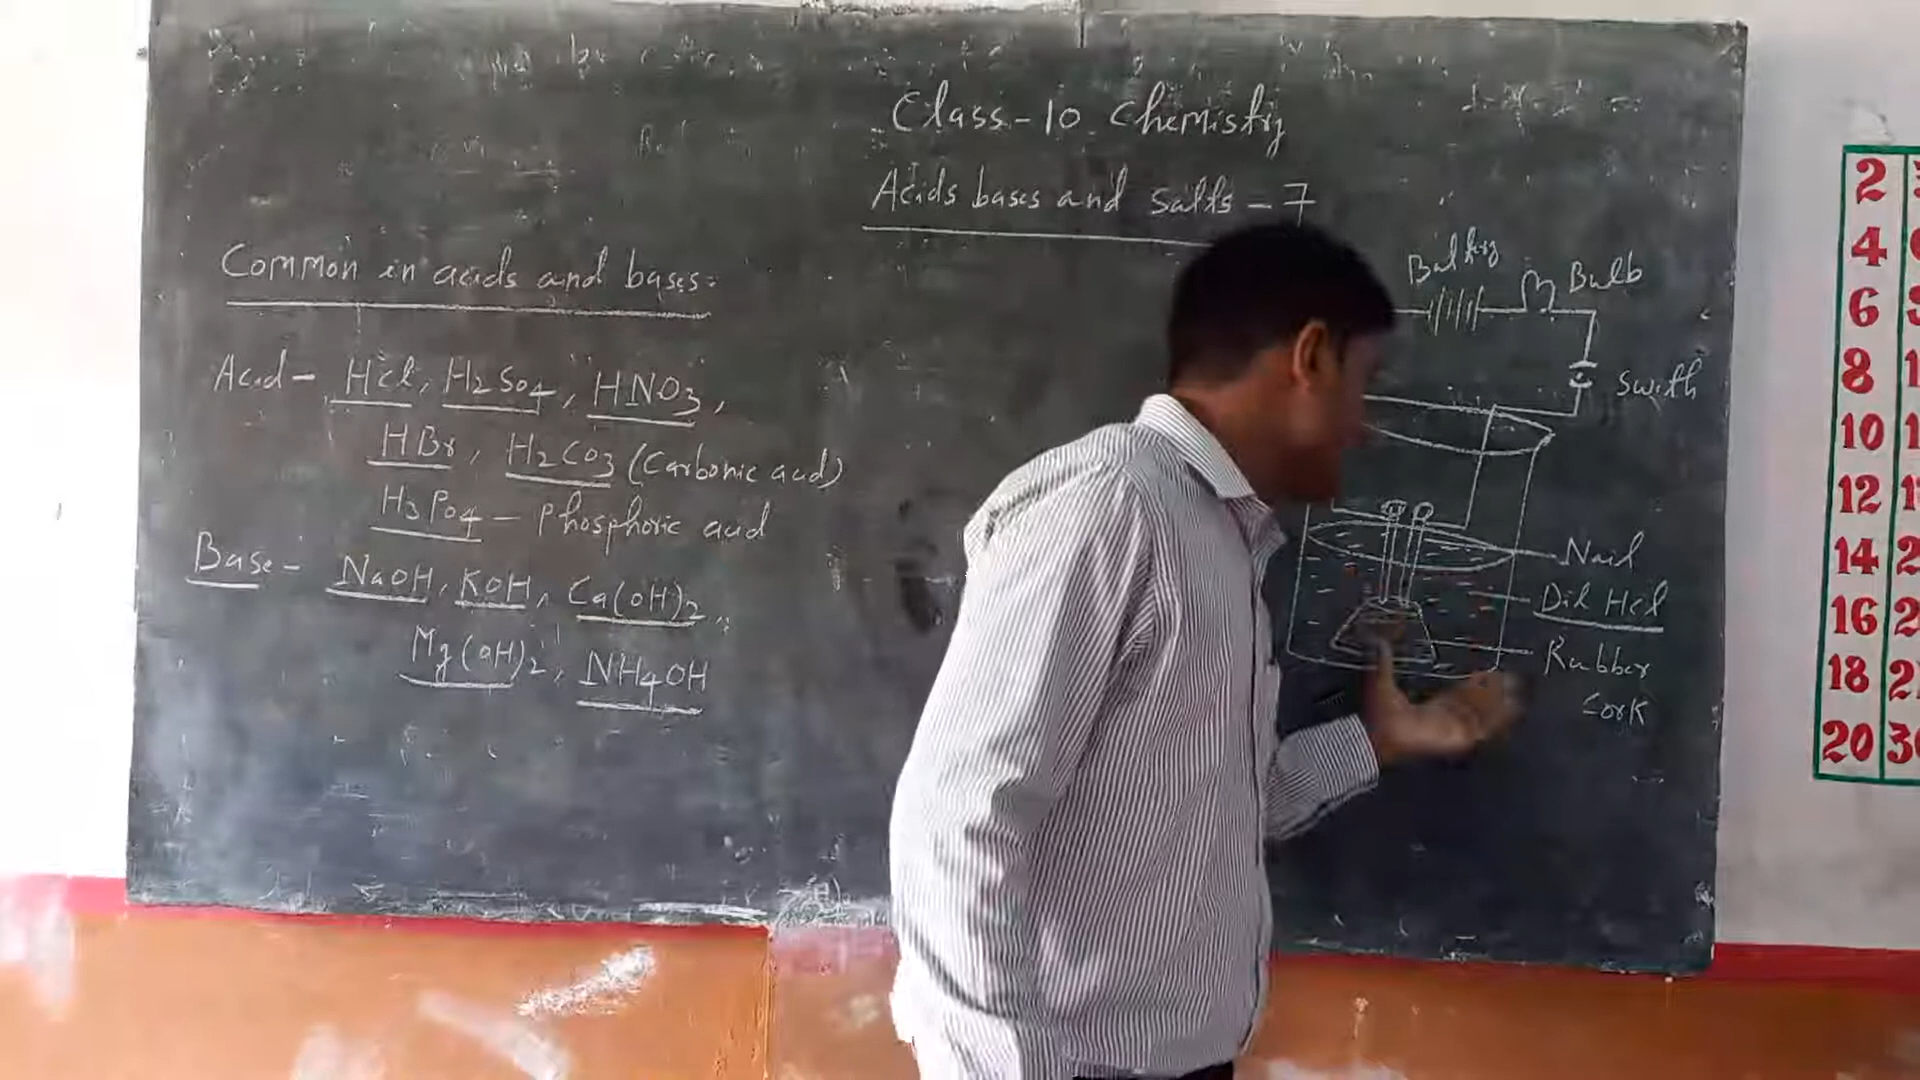 Class-10 Chemistry
Acids bases and salts - 7
Common in acids and bases:
Acid - HCl, H2SO4, HNO3,
HBr, H2CO3 (Carbonic acid)
H3PO4 - Phosphoric acid
Base - NaOH, KOH, Ca(OH)2,
Mg(OH)2, NH4OH
Bulb
Swith
Nail
Dil HCl
Rubber
Cork
2
4
6
8
10
12
14
16
18
20